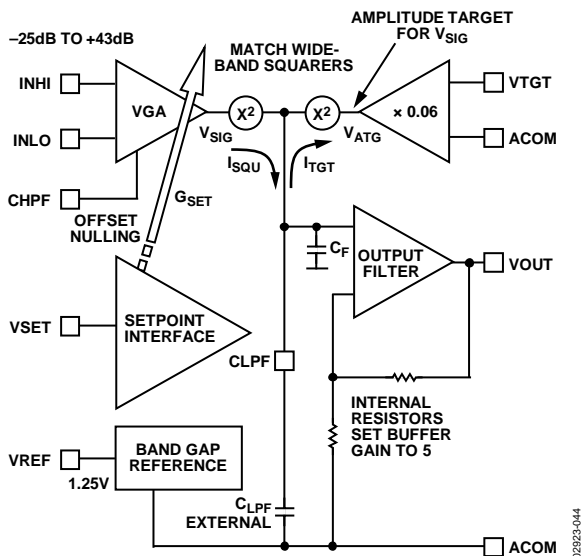 –25dB TO +43dB
MATCH WIDE-
BAND SQUARERS
AMPLITUDE TARGET
FOR VSIG
INHI
VGA
X2
X2
× 0.06
VTGT
INLO
VSIG
VATG
ACOM
ISQU
ITGT
CHPF
GSET
OFFSET
NULLING
CF
OUTPUT
FILTER
VOUT
VSET
SETPOINT
INTERFACE
CLPF
INTERNAL
RESISTORS
SET BUFFER
GAIN TO 5
VREF
1.25V
BAND GAP
REFERENCE
CLPF
EXTERNAL
ACOM
02923-044